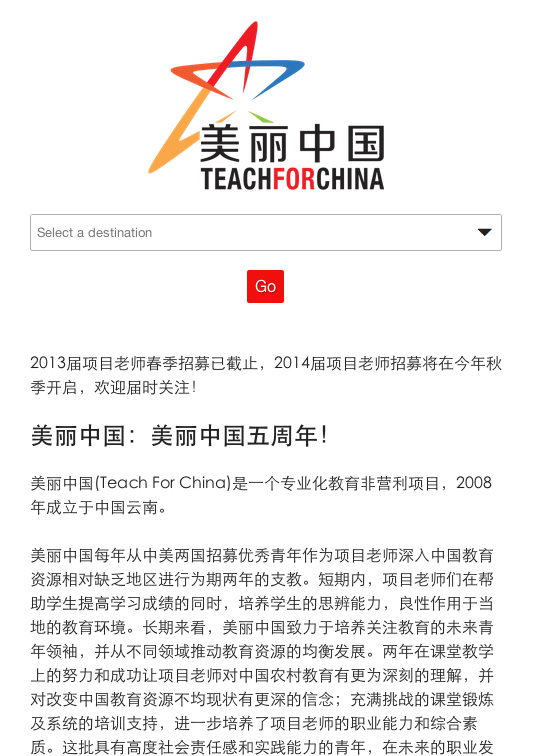 美丽中国
TEACHFORCHINA
Select a destination
Go
2013届项目老师春季招募已截止，2014届项目老师招募将在今年秋
季开启，欢迎届时关注！
美丽中国：美丽中国五周年！
美丽中国(Teach For China)是一个专业化教育非营利项目，2008
年成立于中国云南。
美丽中国每年从中美两国招募优秀青年作为项目老师深入中国教育
资源相对缺乏地区进行为期两年的支教。短期内，项目老师们在帮
助学生提高学习成绩的同时，培养学生的思辨能力，良性作用于当
地的教育环境。长期来看，美丽中国致力于培养关注教育的未来青
年领袖，并从不同领域推动教育资源的均衡发展。两年在课堂教学
上的努力和成功让项目老师对中国农村教育有更为深刻的理解，并
对改变中国教育资源不均现状有更深的信念；充满挑战的课堂锻炼
及系统的培训支持，进一步培养了项目老师的职业能力和综合素
质。这批具有高度社会责任感和实践能力的青年，在未来的职业发